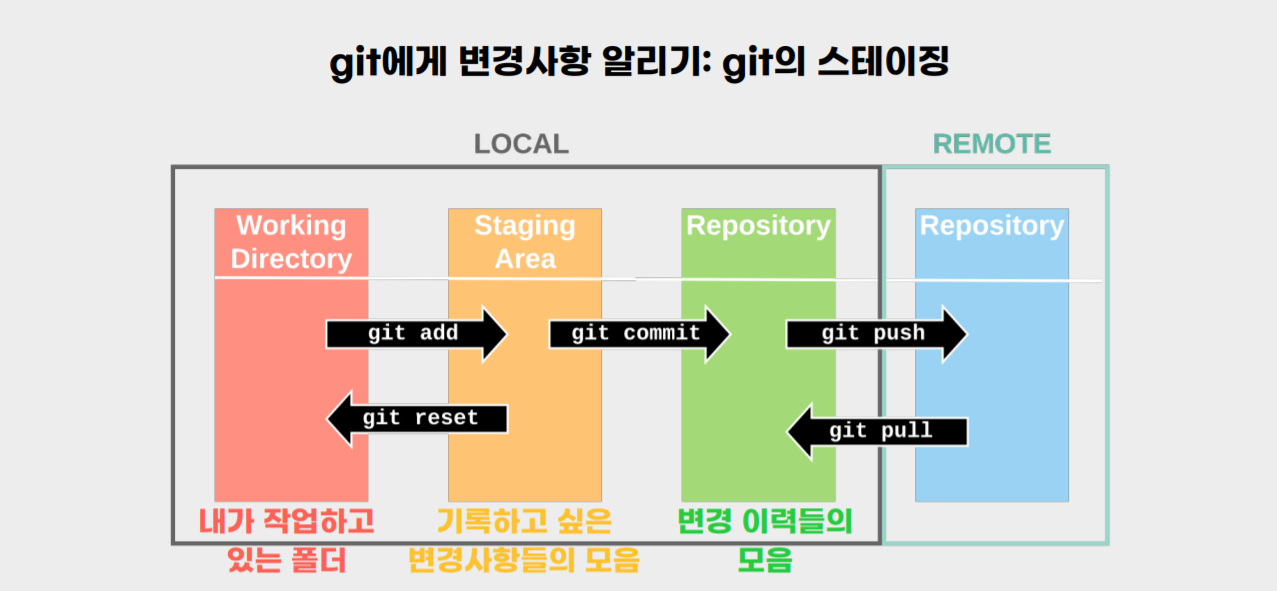 git에게 변경사항 알리기: git의 스테이징
LOCAL
REMOTE
Working
Directory
Staging
Area
Repository
Repository
git add
git commit
git push
git reset
git pull
내가 작업하고
있는 폴더
기록하고 싶은
변경사항들의 모음
변경 이력들의
모음